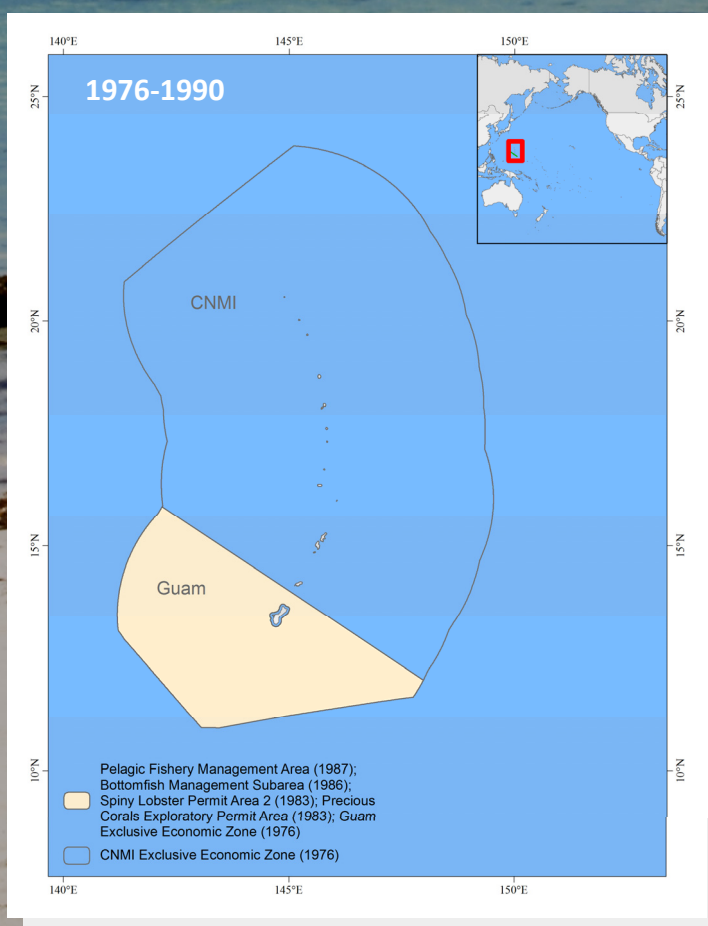 140°E 145°E 150°E
1976-1990
25°N 25°N
CNMI
20°N 20°N
15°N 15°N
Guam
10°N 10°N
Pelagic Fishery Management Area (1987);
Bottomfish Management Subarea (1986);
Spiny Lobster Permit Area 2 (1983); Precious
Corals Exploratory Permit Area (1983); Guam
Exclusive Economic Zone (1976)
CNMI Exclusive Economic Zone (1976)
140°E 145°E 150°E